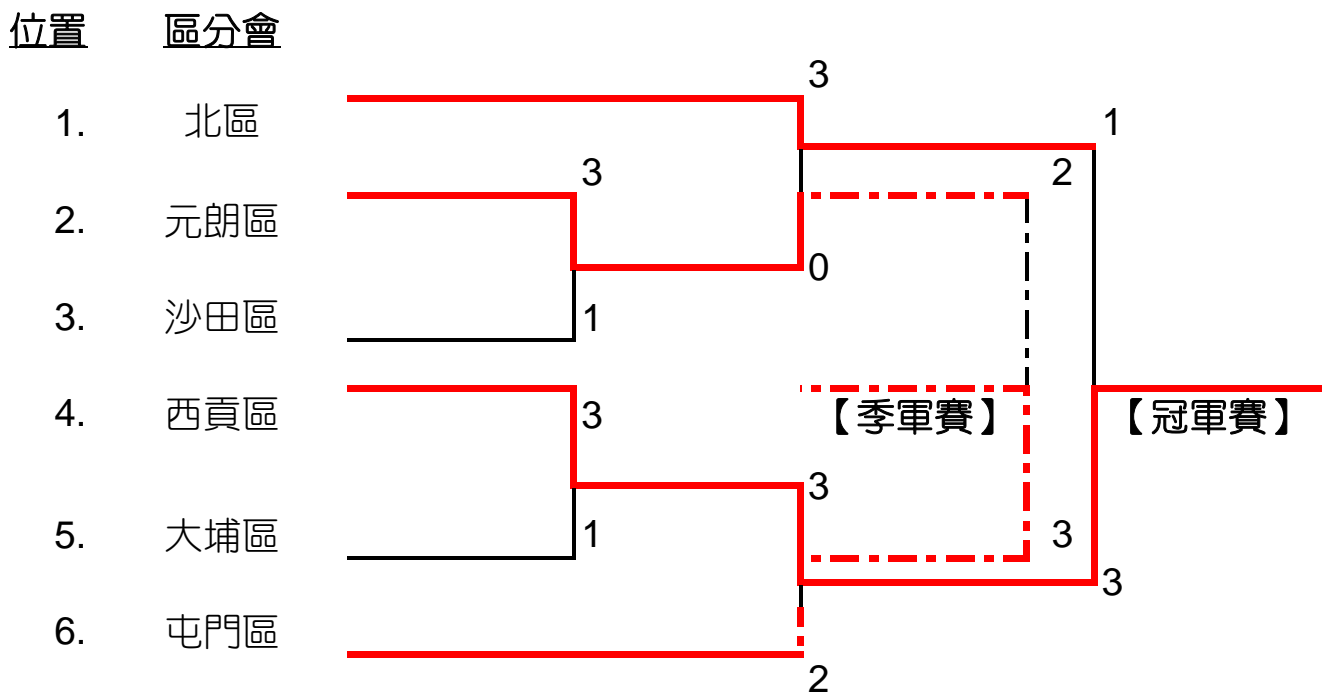 位置 區分會
3
1. 北區
1
3
2
2. 元朗區
0
3. 沙田區
1
4. 西貢區
3
【季軍賽】
【冠軍賽】
3
5. 大埔區
1
3
3
6. 屯門區
2